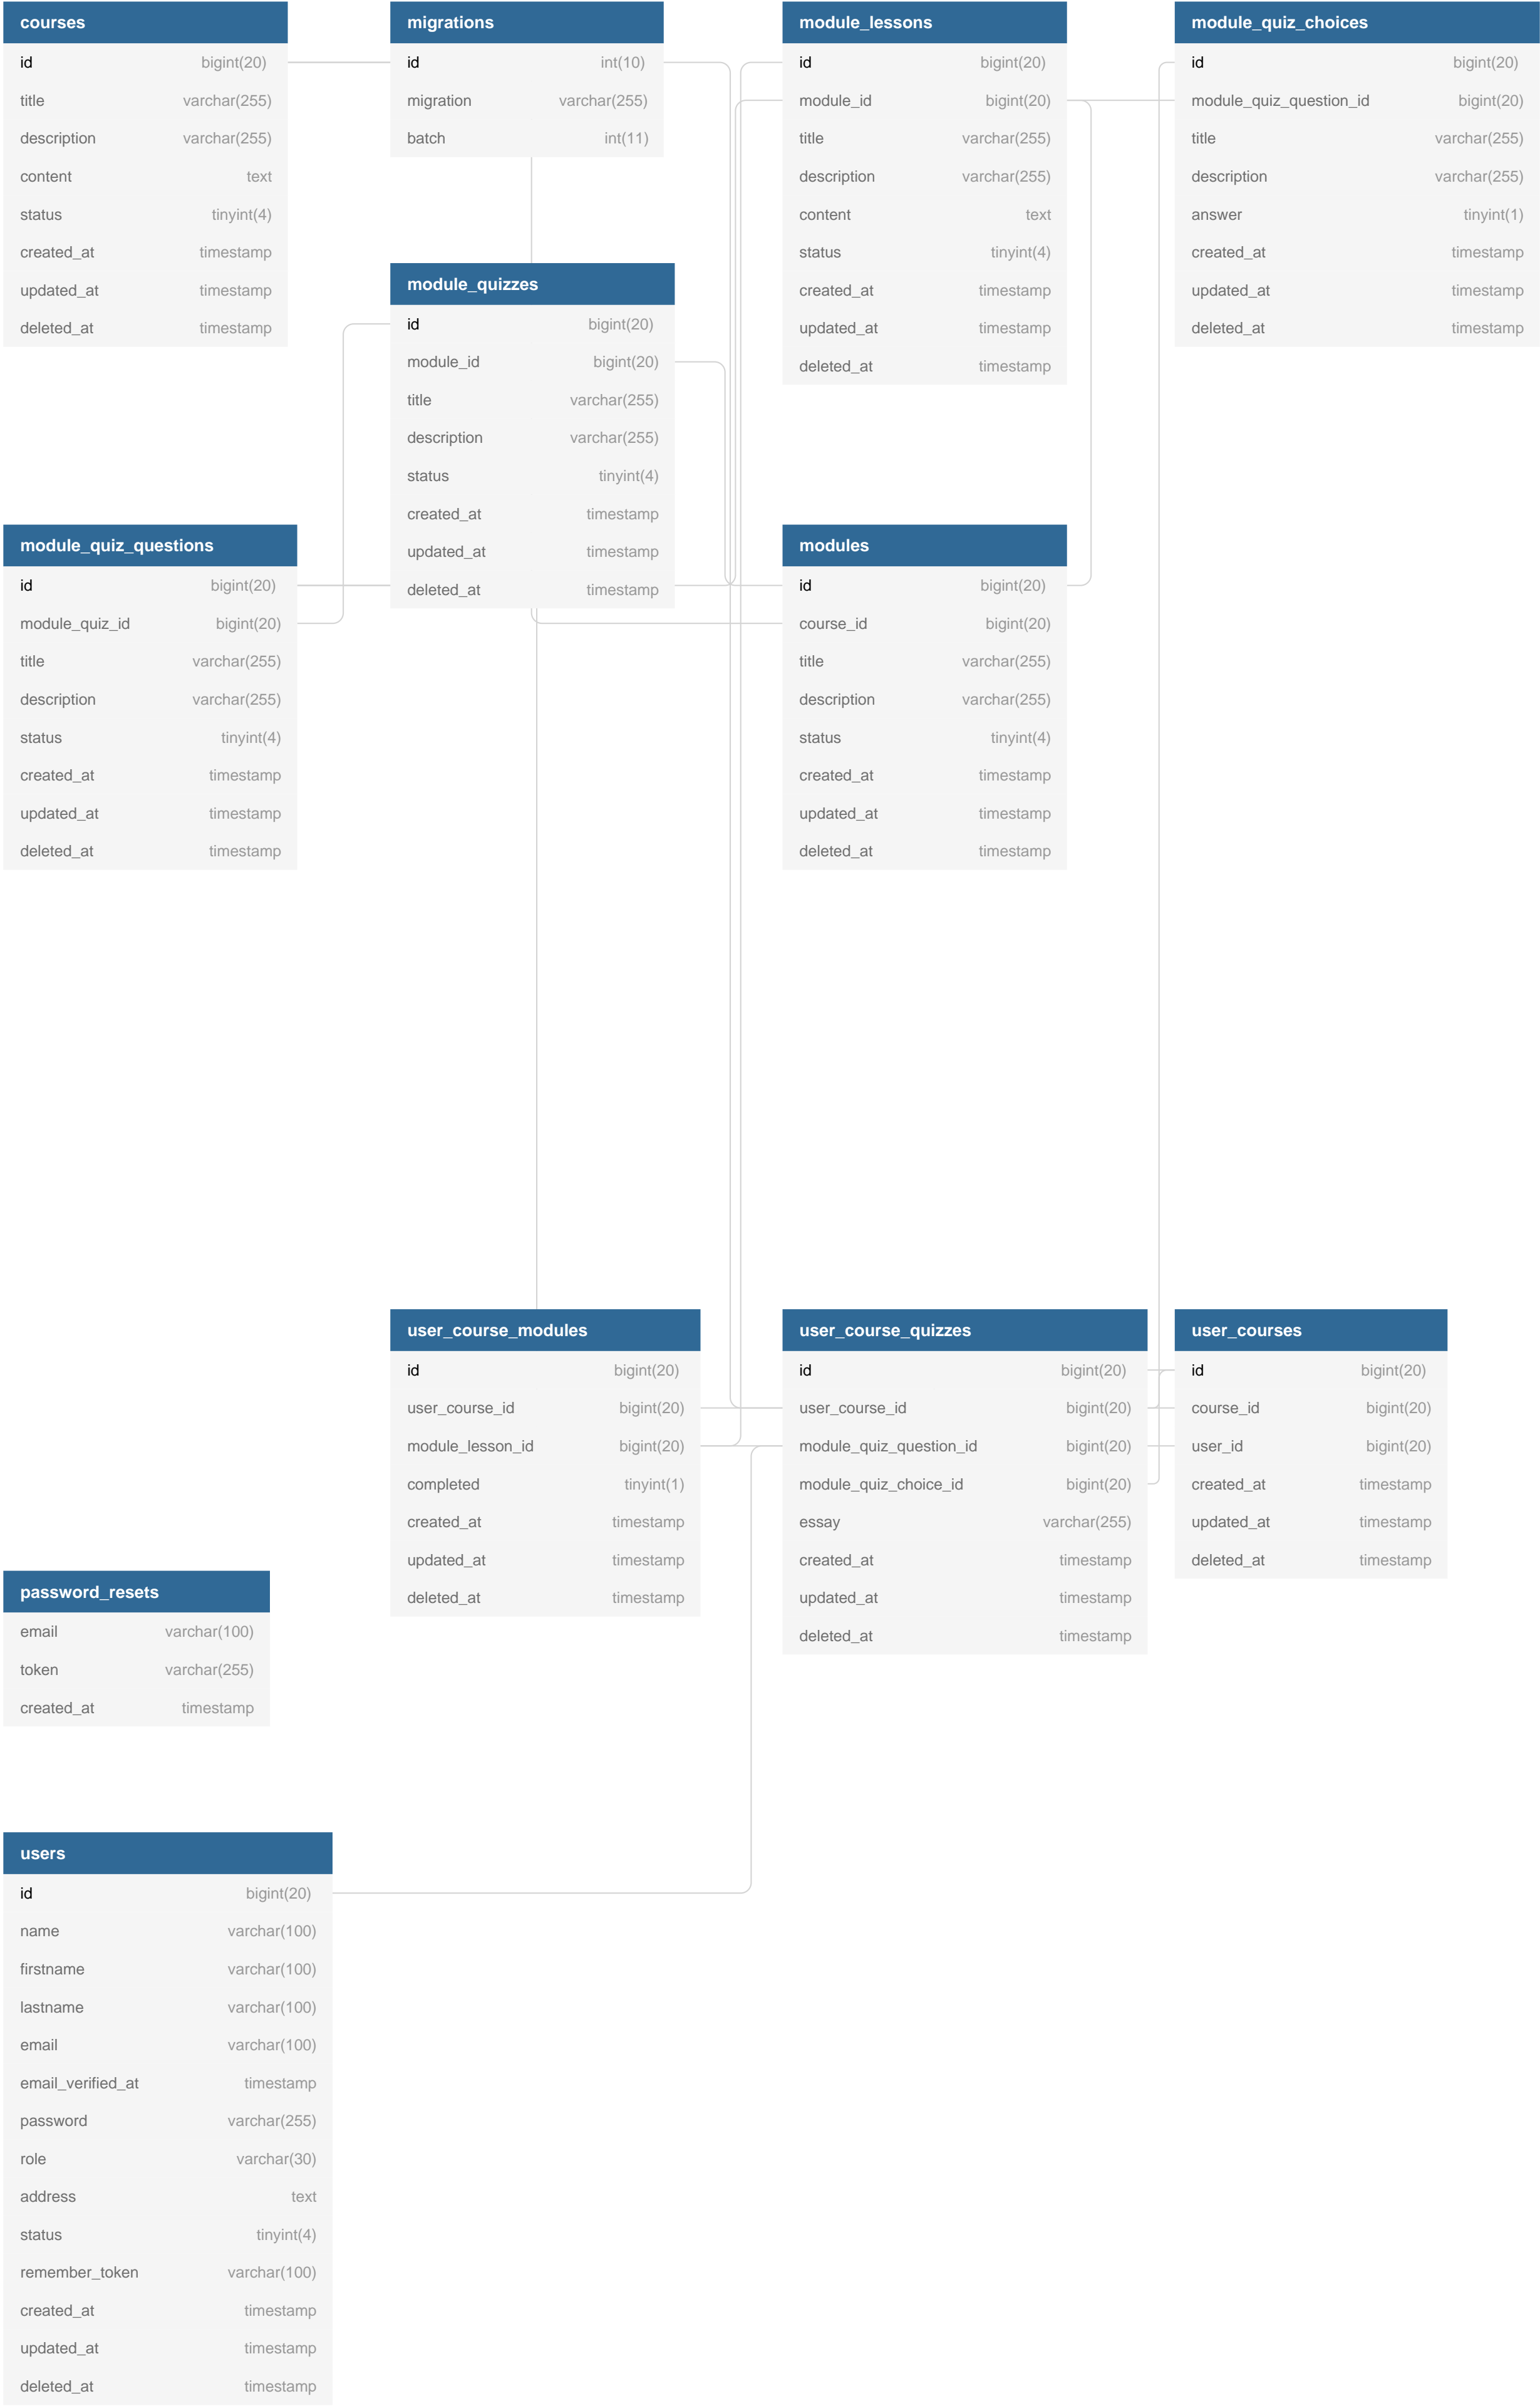 courses
id bigint(20)
title varchar(255)
description varchar(255)
content text
status tinyint(4)
created_at timestamp
updated_at timestamp
deleted_at timestamp
migrations
id int(10)
migration varchar(255)
batch int(11)
module_lessons
id bigint(20)
module_id bigint(20)
title varchar(255)
description varchar(255)
content text
status tinyint(4)
created_at timestamp
updated_at timestamp
deleted_at timestamp
module_quiz_choices
id bigint(20)
module_quiz_question_id bigint(20)
title varchar(255)
description varchar(255)
answer tinyint(1)
created_at timestamp
updated_at timestamp
deleted_at timestamp
module_quizzes
id bigint(20)
module_id bigint(20)
title varchar(255)
description varchar(255)
status tinyint(4)
created_at timestamp
updated_at timestamp
deleted_at timestamp
module_quiz_questions
id bigint(20)
module_quiz_id bigint(20)
title varchar(255)
description varchar(255)
status tinyint(4)
created_at timestamp
updated_at timestamp
deleted_at timestamp
modules
id bigint(20)
course_id bigint(20)
title varchar(255)
description varchar(255)
status tinyint(4)
created_at timestamp
updated_at timestamp
deleted_at timestamp
user_course_modules
id bigint(20)
user_course_id bigint(20)
module_lesson_id bigint(20)
completed tinyint(1)
created_at timestamp
updated_at timestamp
deleted_at timestamp
user_course_quizzes
id bigint(20)
user_course_id bigint(20)
module_quiz_question_id bigint(20)
module_quiz_choice_id bigint(20)
essay varchar(255)
created_at timestamp
updated_at timestamp
deleted_at timestamp
user_courses
id bigint(20)
course_id bigint(20)
user_id bigint(20)
created_at timestamp
updated_at timestamp
deleted_at timestamp
password_resets
email varchar(100)
token varchar(255)
created_at timestamp
users
id bigint(20)
name varchar(100)
firstname varchar(100)
lastname varchar(100)
email varchar(100)
email_verified_at timestamp
password varchar(255)
role varchar(30)
address text
status tinyint(4)
remember_token varchar(100)
created_at timestamp
updated_at timestamp
deleted_at timestamp